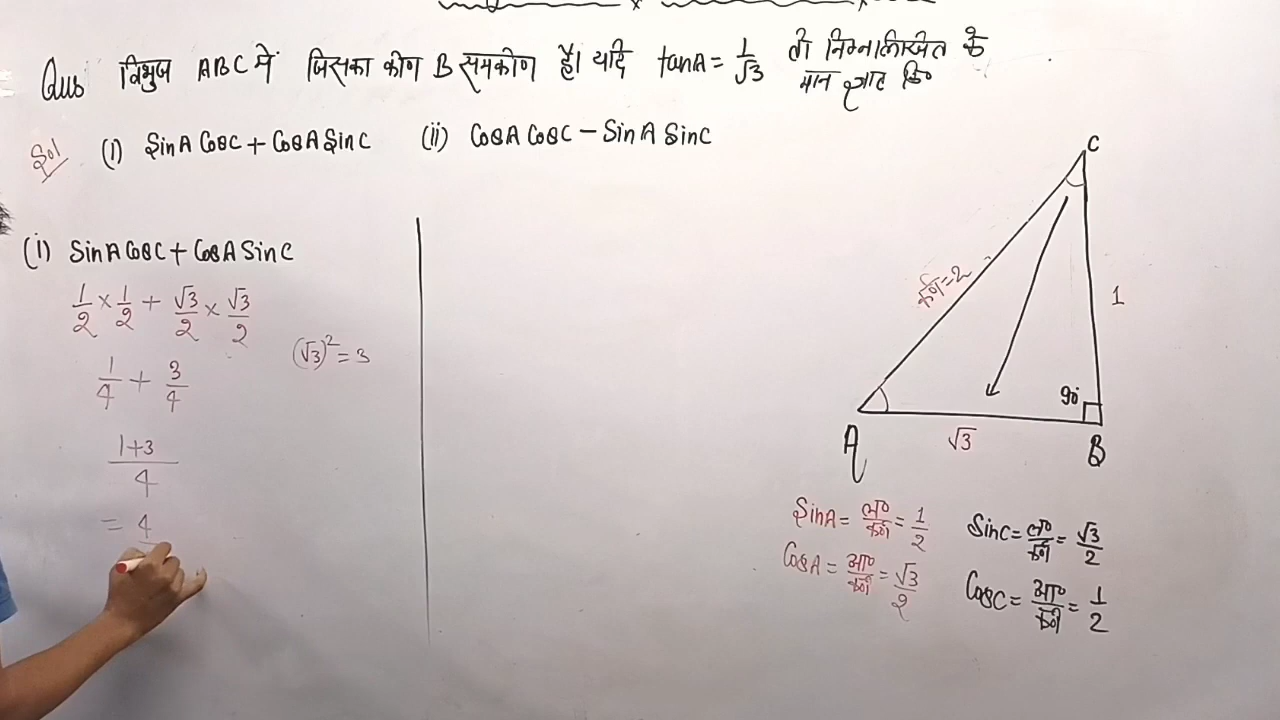 Que त्रिभुज ABC में जिसका कोण B समकोण है। यदि tanA = 1/√3 तो निम्नलिखित के
मान ज्ञात कि०
Sol (i) SinA CosC + CosA SinC (ii) CosA CosC − SinA SinC
(i) SinA CosC + CosA SinC
1/2 × 1/2 + √3/2 × √3/2
(√3)² = 3
1/4 + 3/4
1+3/4
= 4
C
कर्ण = 2
1
90°
A
√3
B
SinA = ल०/कर्ण = 1/2
CosA = आ०/कर्ण = √3/2
SinC = ल०/कर्ण = √3/2
CosC = आ०/कर्ण = 1/2